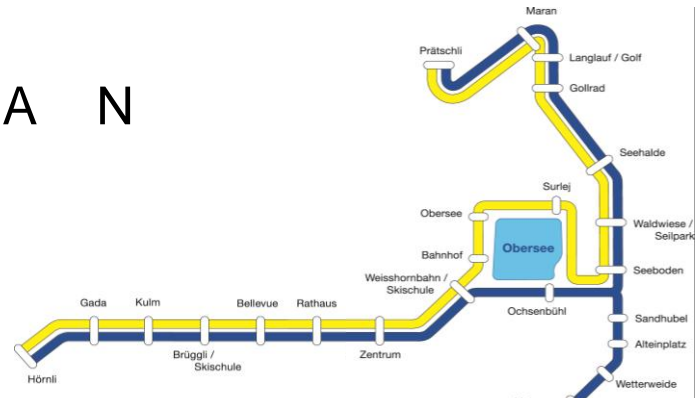 Maran
Prätschli
Langlauf / Golf
Gollrad
A N
Seehalde
Surlej
Obersee
Waldwiese /
Seilpark
Obersee
Bahnhof
Seeboden
Weisshornbahn /
Skischule
Ochsenbühl
Gada
Kulm
Bellevue
Rathaus
Sandhubel
Alteinplatz
Brüggli /
Skischule
Zentrum
Hörnli
Wetterweide